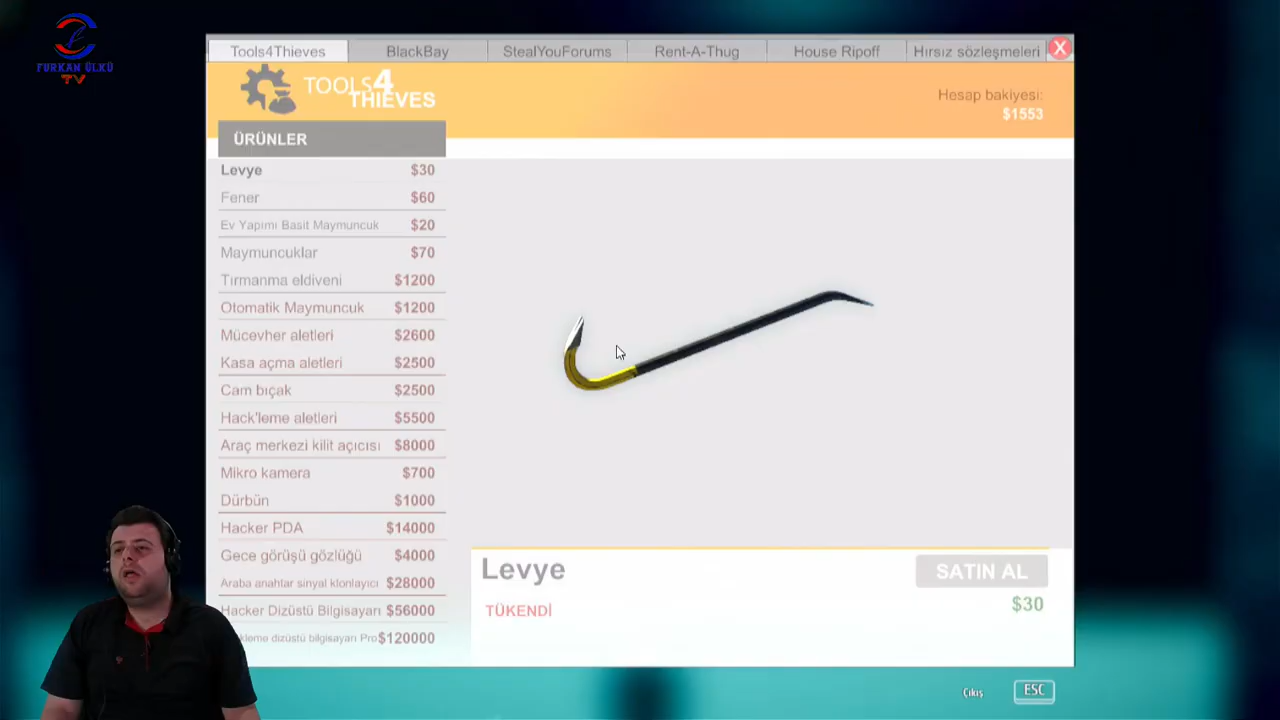 FURKAN ÜLKÜ
TV
Tools4Thieves
BlackBay
StealYouForums
Rent-A-Thug
House Ripoff
Hırsız sözleşmeleri
X
TOOLS4
THIEVES
Hesap bakiyesi:
$1553
ÜRÜNLER
Levye $30
Fener $60
Ev Yapımı Basit Maymuncuk $20
Maymuncuklar $70
Tırmanma eldiveni $1200
Otomatik Maymuncuk $1200
Mücevher aletleri $2600
Kasa açma aletleri $2500
Cam bıçak $2500
Hack'leme aletleri $5500
Araç merkezi kilit açıcısı $8000
Mikro kamera $700
Dürbün $1000
Hacker PDA $14000
Gece görüşü gözlüğü $4000
Araba anahtar sinyal klonlayıcı $28000
Hacker Dizüstü Bilgisayarı $56000
kleme dizüstü bilgisayarı Pro $120000
Levye
SATIN AL
TÜKENDİ
$30
Çıkış
ESC